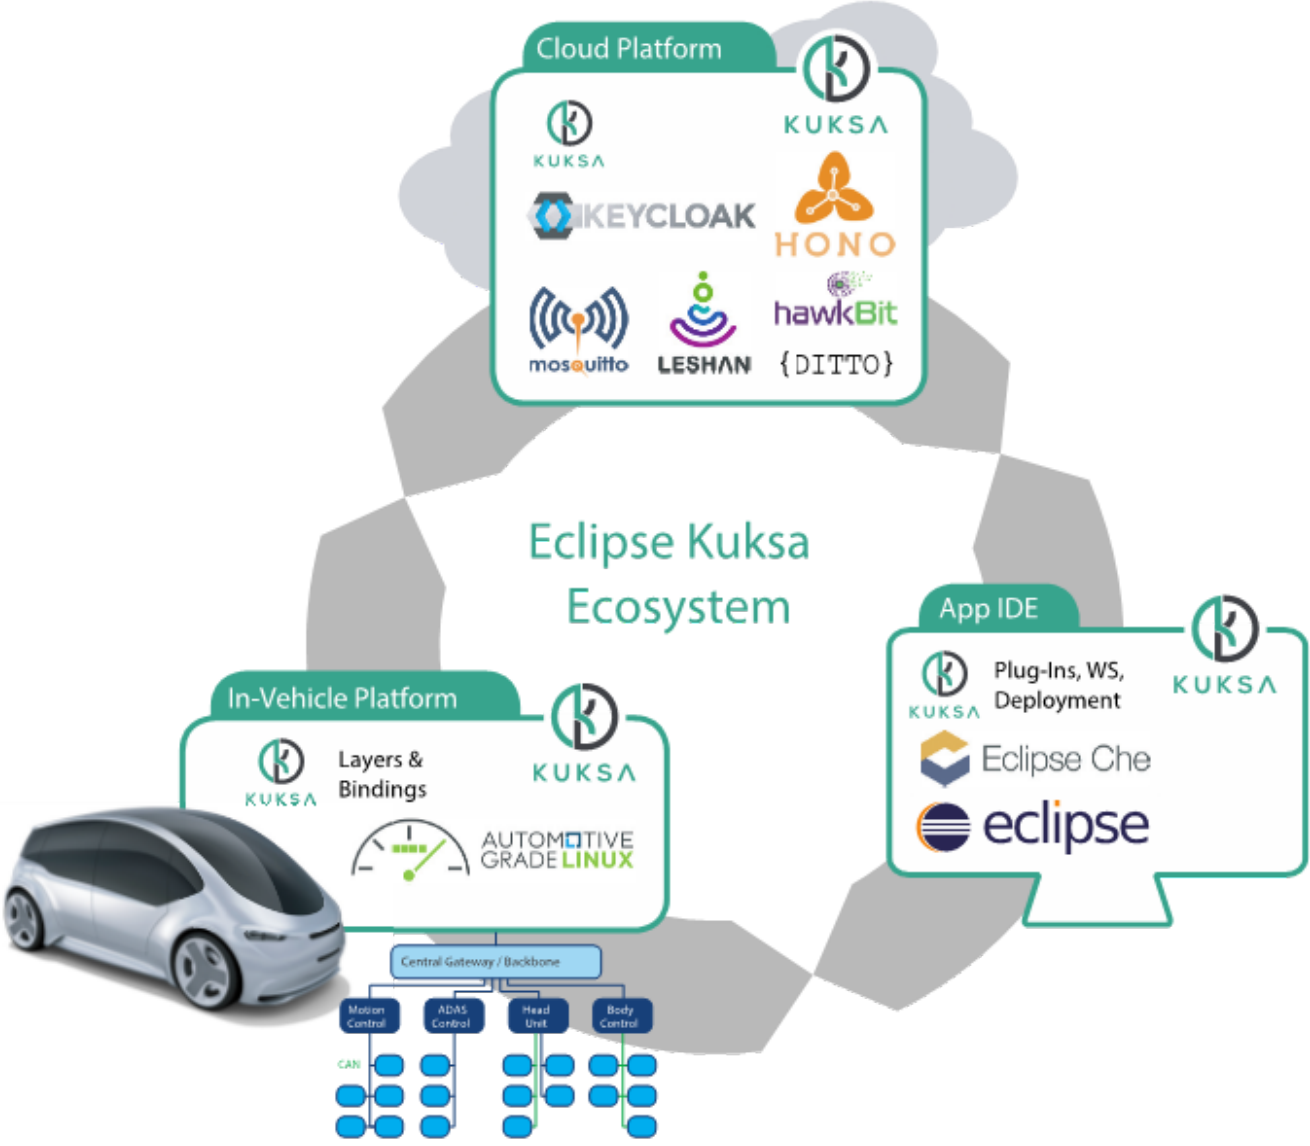 Cloud Platform
KUKSA
KUKSA
KEYCLOAK
HONO
mosquitto
LESHAN
hawkBit
{DITTO}
Eclipse Kuksa
Ecosystem
App IDE
KUKSA
KUKSA
Plug-Ins, WS,
Deployment
Eclipse Che
eclipse
In-Vehicle Platform
KUKSA
KUKSA
Layers &
Bindings
AUTOMOTIVE
GRADE LINUX
Central Gateway / Backbone
Motion
Control
ADAS
Control
Head
Unit
Body
Control
CAN